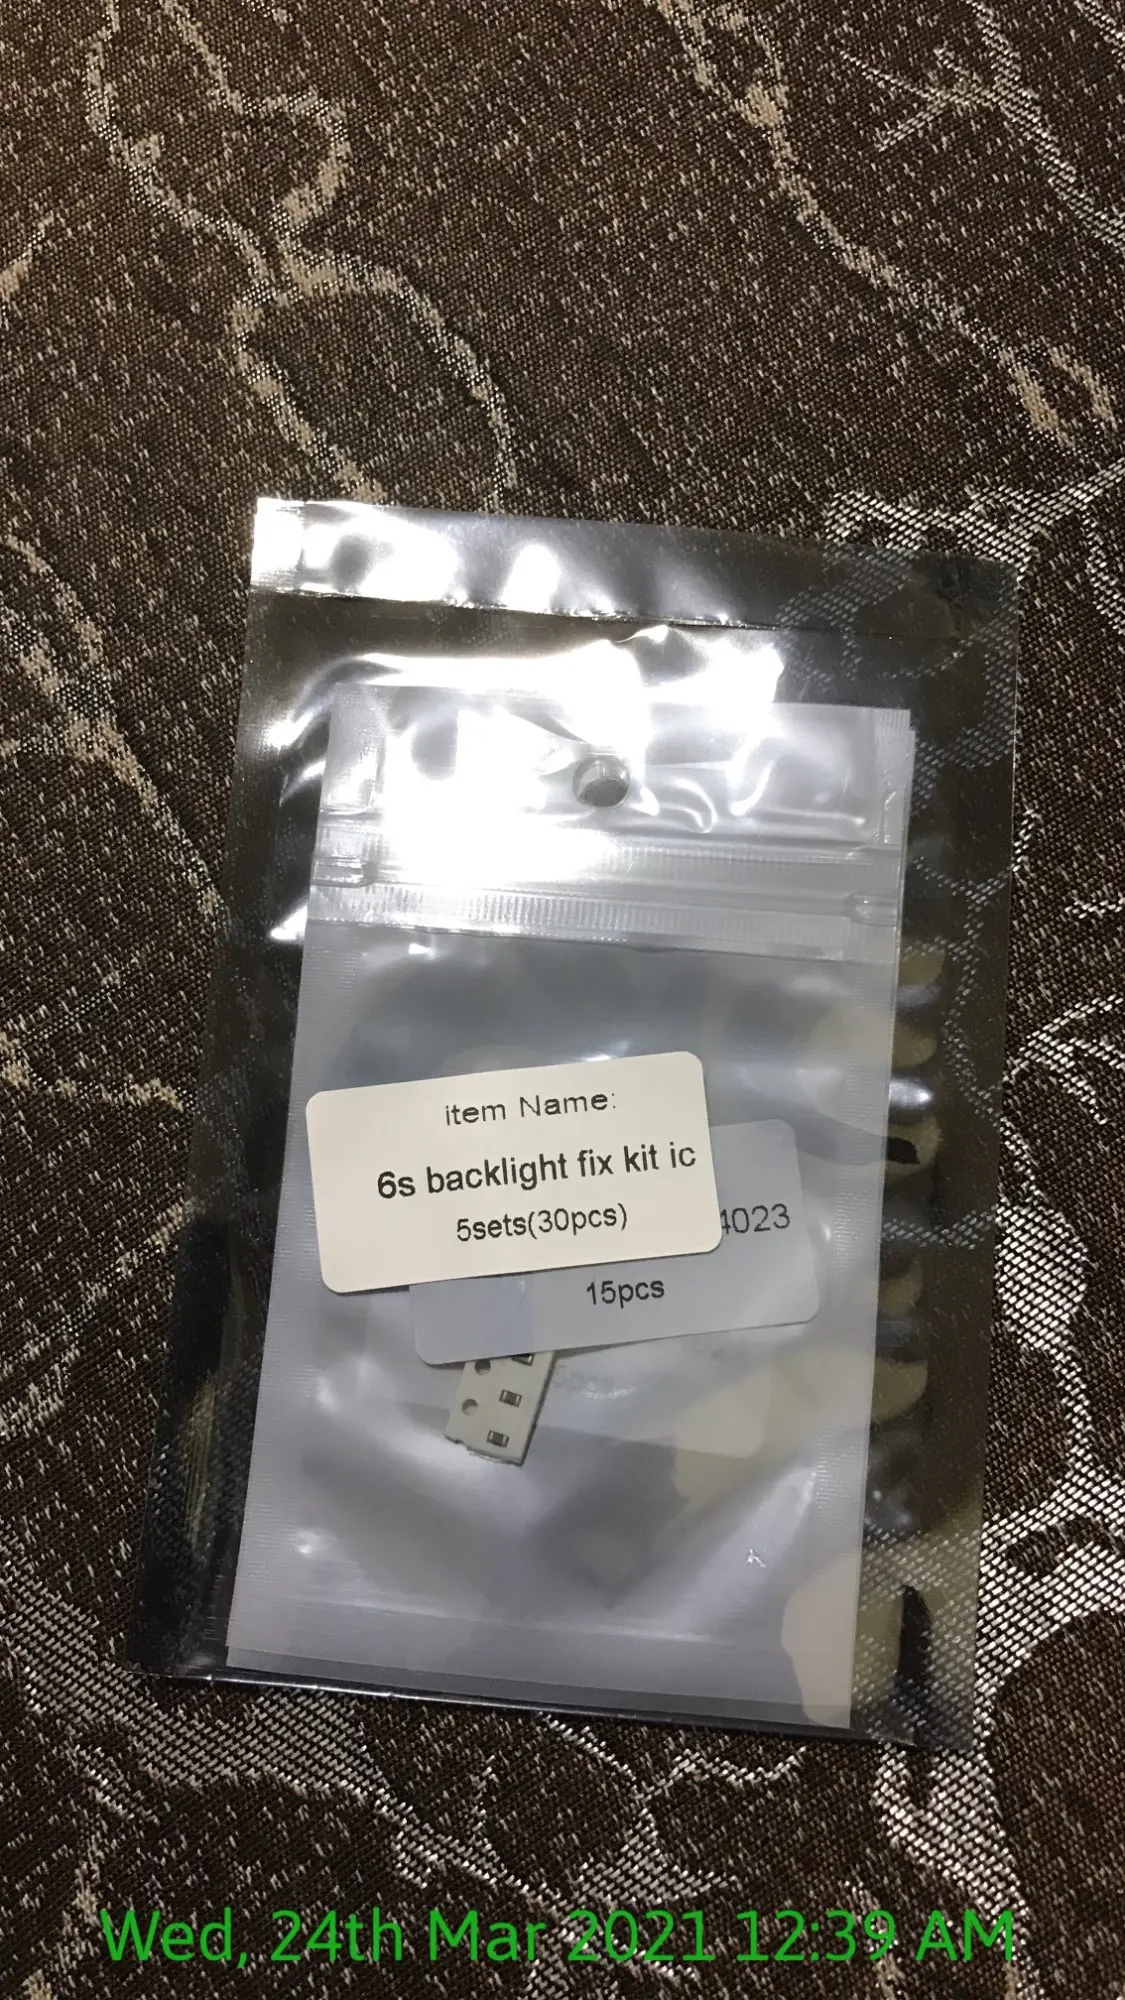 item Name:
6s backlight fix kit ic
5sets(30pcs)
4023
15pcs
Wed, 24th Mar 2021 12:39 AM